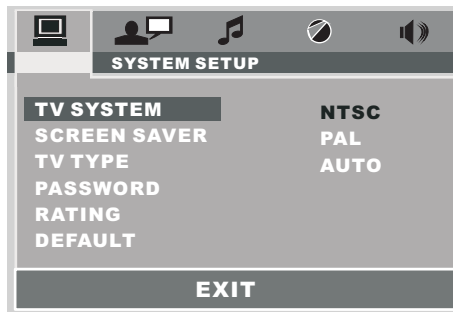 SYSTEM SETUP
TV SYSTEM
SCREEN SAVER
TV TYPE
PASSWORD
RATING
DEFAULT
NTSC
PAL
AUTO
EXIT